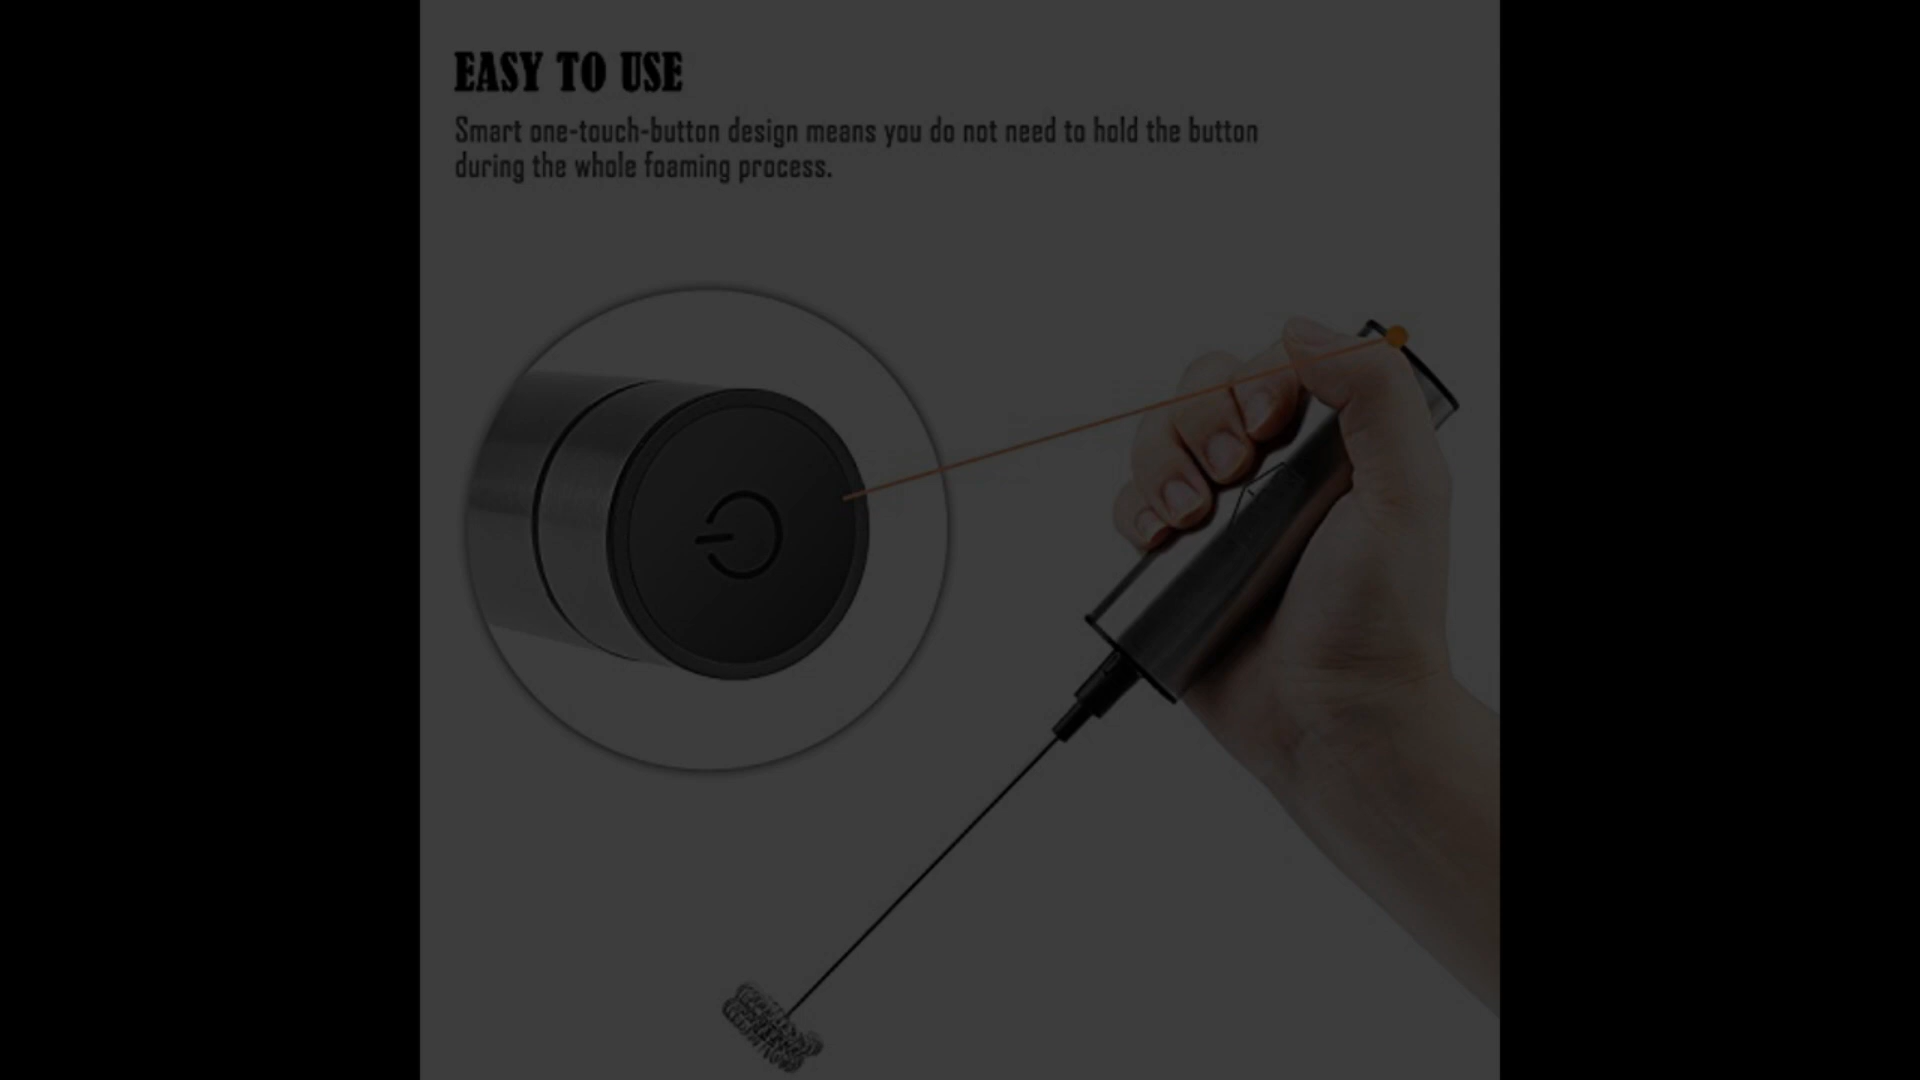 EASY TO USE
Smart one-touch-button design means you do not need to hold the button
during the whole foaming process.